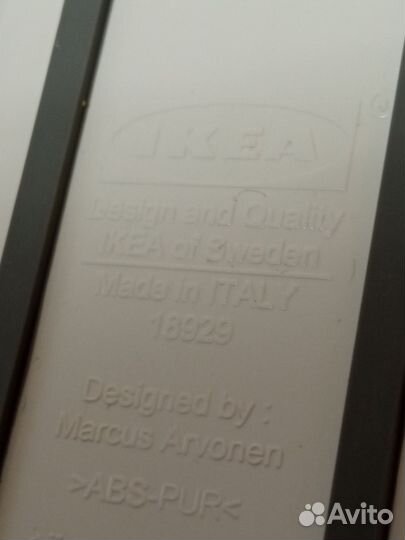 IKEA
Design and Quality
IKEA of Sweden
Made in ITALY
18929
Designed by :
Marcus Arvonen
>ABS-PUR<
Avito